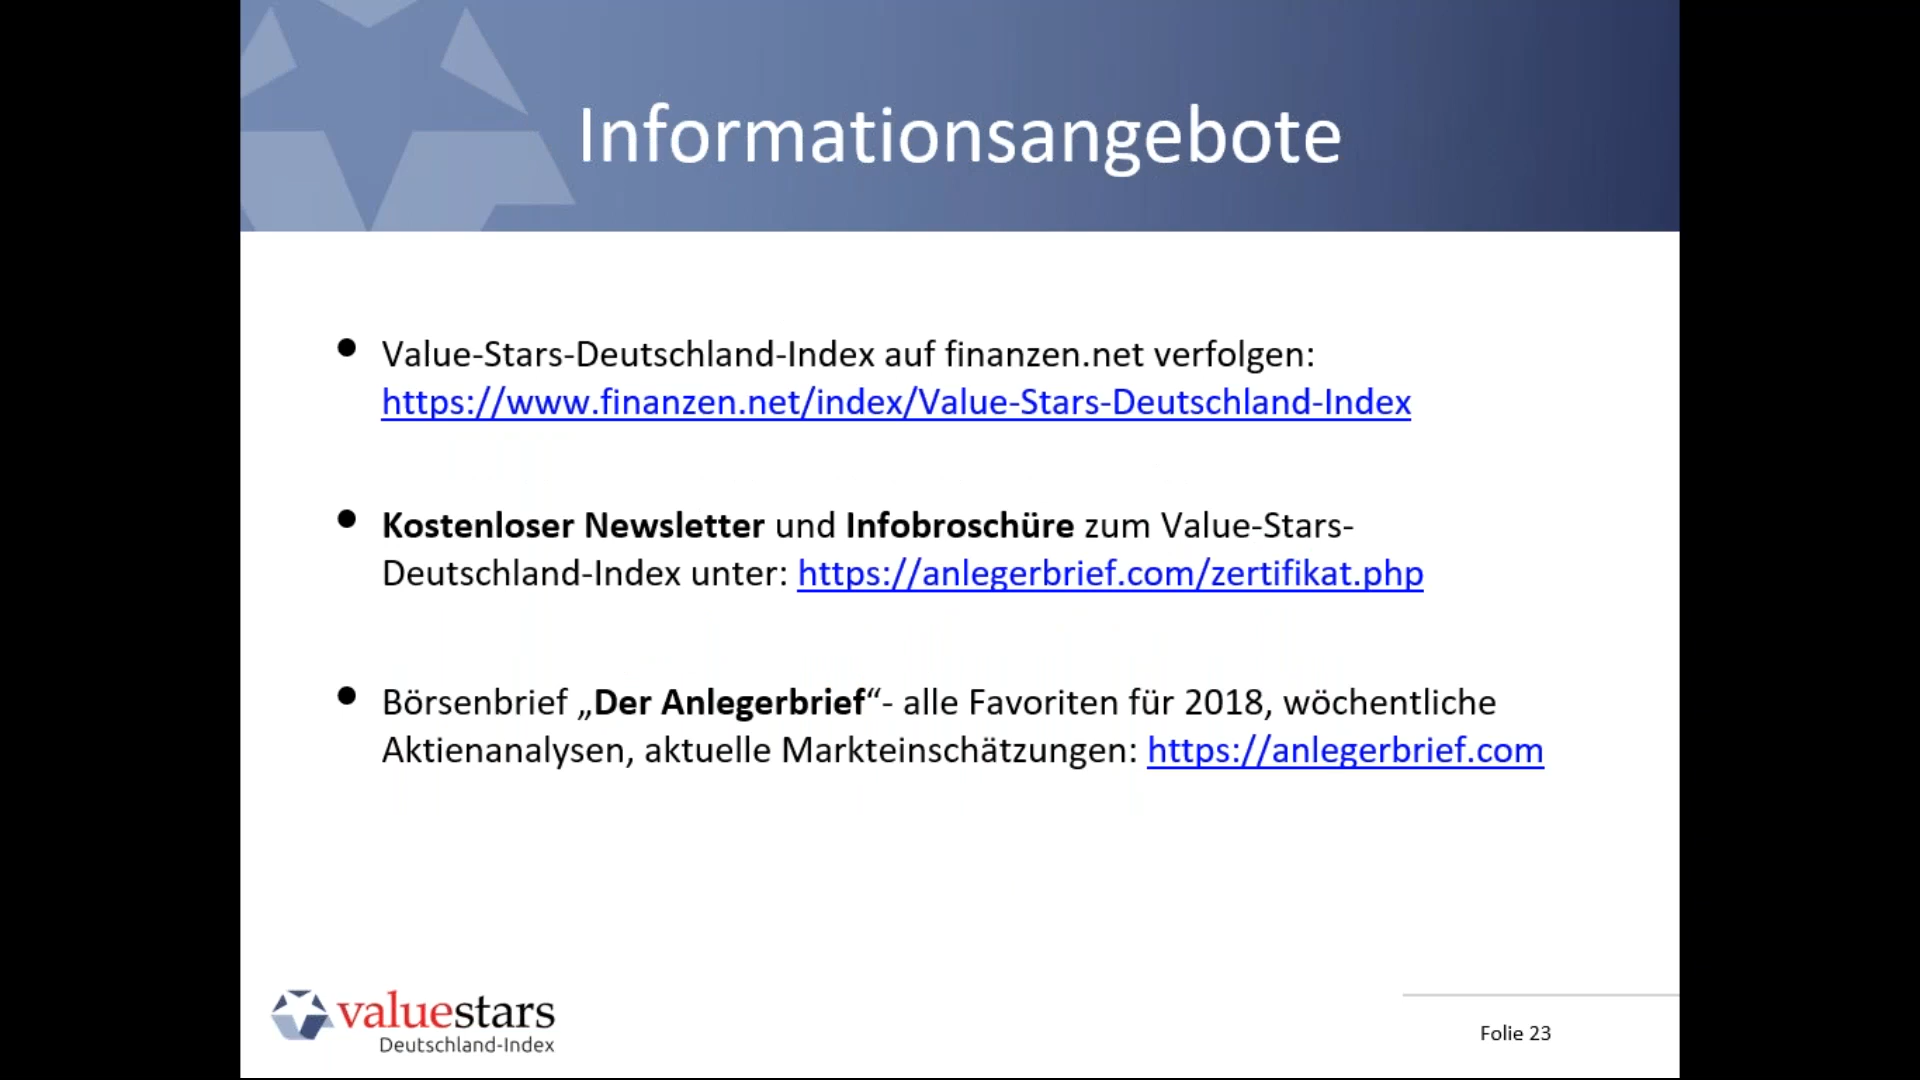 Informationsangebote
• Value-Stars-Deutschland-Index auf finanzen.net verfolgen:
https://www.finanzen.net/index/Value-Stars-Deutschland-Index
• Kostenloser Newsletter und Infobroschüre zum Value-Stars-
Deutschland-Index unter: https://anlegerbrief.com/zertifikat.php
• Börsenbrief „Der Anlegerbrief“- alle Favoriten für 2018, wöchentliche
Aktienanalysen, aktuelle Markteinschätzungen: https://anlegerbrief.com
valuestars
Deutschland-Index
Folie 23